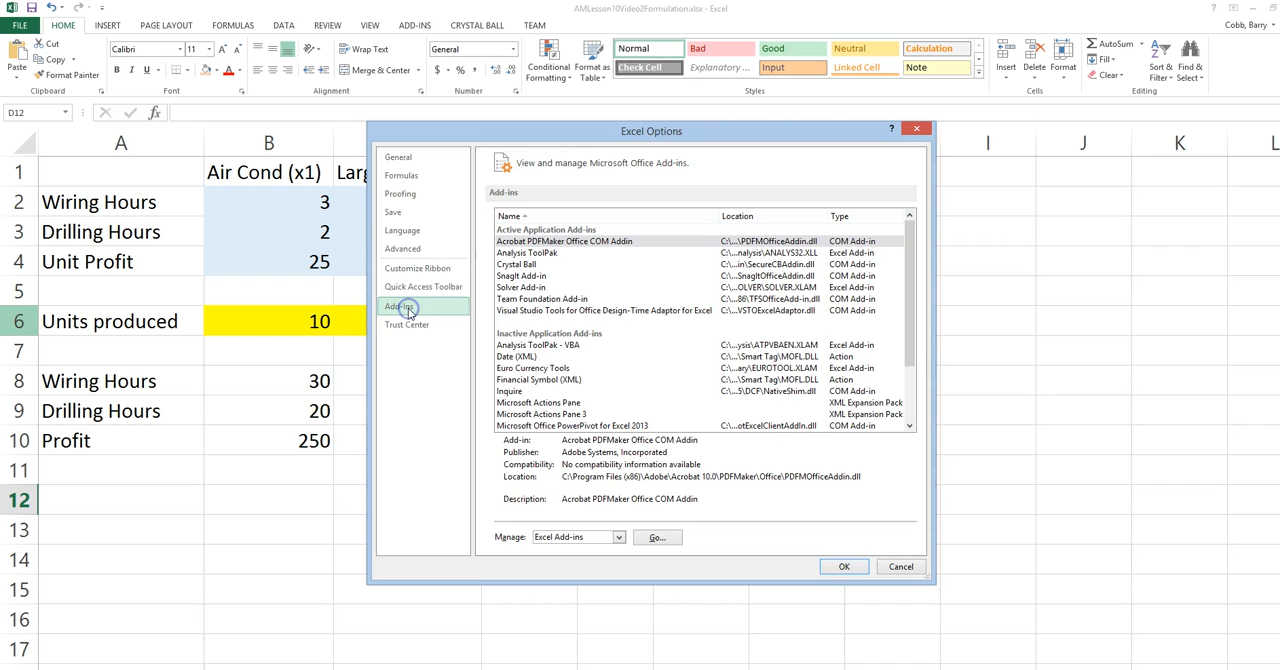 AMLesson10Video2Formulation.xlsx - Excel
FILE HOME INSERT PAGE LAYOUT FORMULAS DATA REVIEW VIEW ADD-INS CRYSTAL BALL TEAM Cobb, Barry
Cut
Copy
Format Painter
Paste
Clipboard
Calibri 11 A A
B I U A
Font
Wrap Text
Merge & Center
Alignment
General
$ % ,
Number
Conditional Formatting
Format as Table
Normal Bad Good Neutral Calculation
Check Cell Explanatory ... Input Linked Cell Note
Styles
Insert Delete Format
Cells
AutoSum
Fill
Clear
Sort & Filter
Find & Select
Editing
D12 fx
A B I J K L
1 Air Cond (x1) Larg
2 Wiring Hours 3
3 Drilling Hours 2
4 Unit Profit 25
5
6 Units produced 10
7
8 Wiring Hours 30
9 Drilling Hours 20
10 Profit 250
11
12
13
14
15
16
17
Excel Options
General
Formulas
Proofing
Save
Language
Advanced
Customize Ribbon
Quick Access Toolbar
Add-Ins
Trust Center
View and manage Microsoft Office Add-ins.
Add-ins
Name Location Type
Active Application Add-ins
Acrobat PDFMaker Office COM Addin C:\...\PDFMOfficeAddin.dll COM Add-in
Analysis ToolPak C:\...nalysis\ANALYS32.XLL Excel Add-in
Crystal Ball C:\...in\SecureCBAddin.dll COM Add-in
SnagIt Add-in C:\...SnagItOfficeAddin.dll COM Add-in
Solver Add-in C:\...OLVER\SOLVER.XLAM Excel Add-in
Team Foundation Add-in C:\...86\TFSOfficeAdd-in.dll COM Add-in
Visual Studio Tools for Office Design-Time Adaptor for Excel C:\...VSTOExcelAdaptor.dll COM Add-in
Inactive Application Add-ins
Analysis ToolPak - VBA C:\...ysis\ATPVBAEN.XLAM Excel Add-in
Date (XML) C:\...\Smart Tag\MOFL.DLL Action
Euro Currency Tools C:\...ary\EUROTOOL.XLAM Excel Add-in
Financial Symbol (XML) C:\...\Smart Tag\MOFL.DLL Action
Inquire C:\...5\DCF\NativeShim.dll COM Add-in
Microsoft Actions Pane XML Expansion Pack
Microsoft Actions Pane 3 XML Expansion Pack
Microsoft Office PowerPivot for Excel 2013 C:\...otExcelClientAddIn.dll COM Add-in
Add-in: Acrobat PDFMaker Office COM Addin
Publisher: Adobe Systems, Incorporated
Compatibility: No compatibility information available
Location: C:\Program Files (x86)\Adobe\Acrobat 10.0\PDFMaker\Office\PDFMOfficeAddin.dll
Description: Acrobat PDFMaker Office COM Addin
Manage: Excel Add-ins Go...
OK Cancel